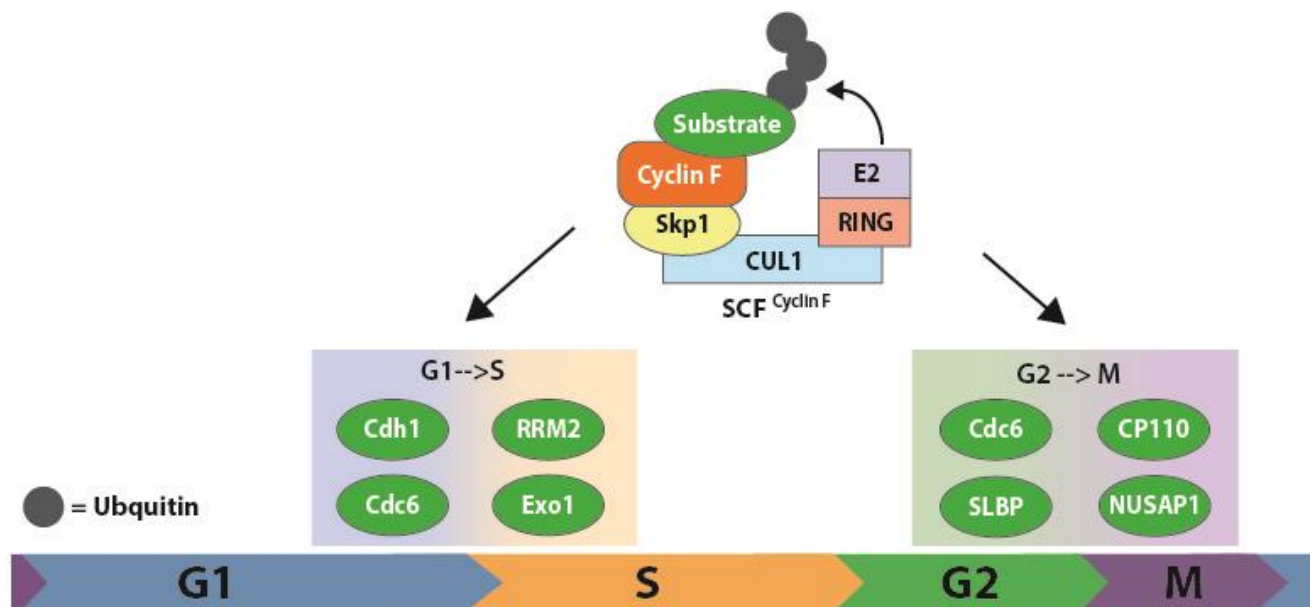 Substrate
Cyclin F
E2
Skp1
RING
CUL1
SCF Cyclin F
G1-->S
G2 --> M
Cdh1
RRM2
Cdc6
CP110
Cdc6
Exo1
SLBP
NUSAP1
= Ubquitin
G1
S
G2
M